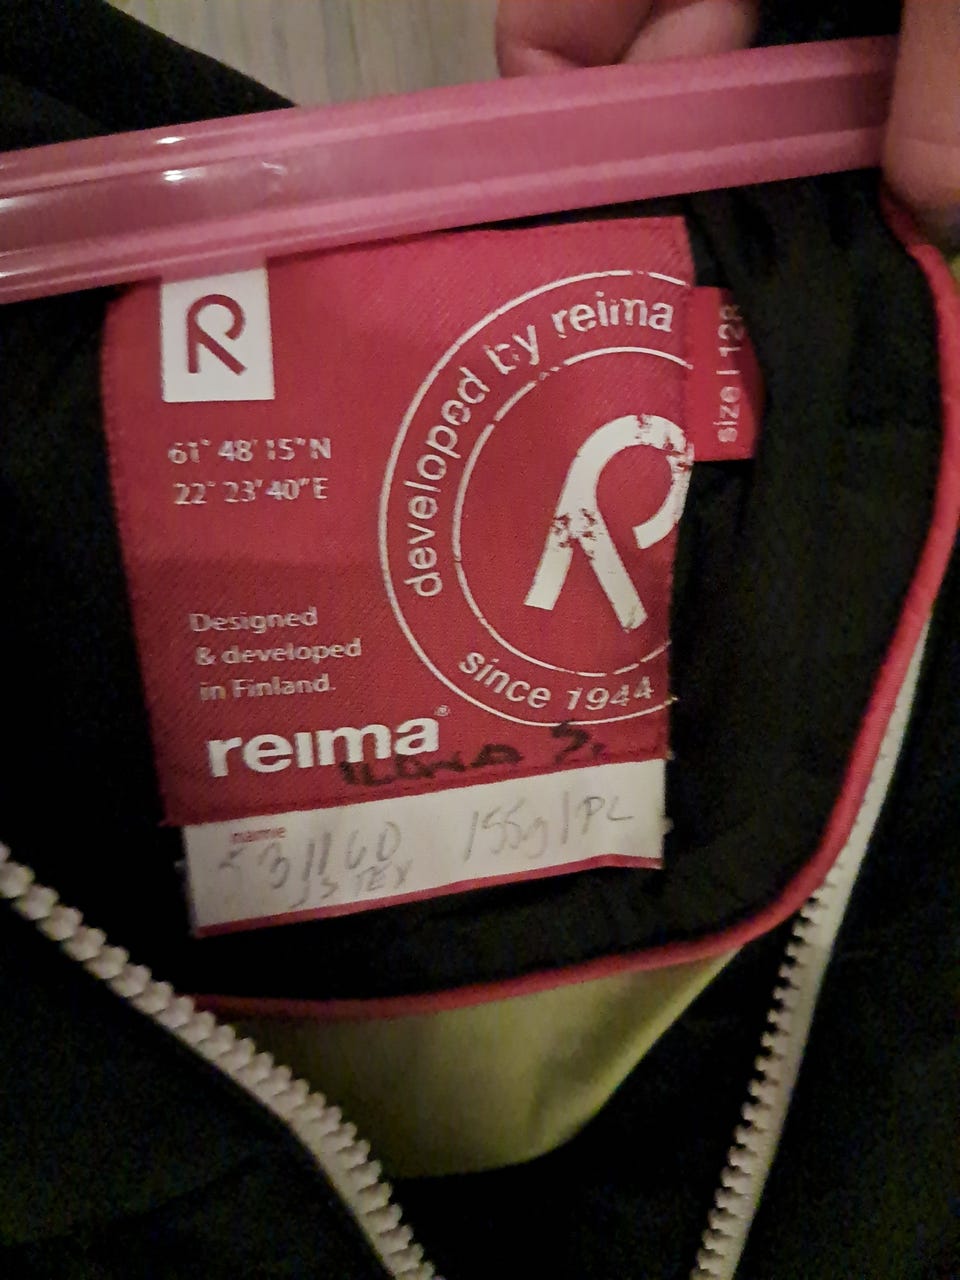 R
61° 48' 15" N
22° 23' 40" E
developed by reima
since 1944
size | 128
Designed
& developed
in Finland.
reima®
name
155g/PL